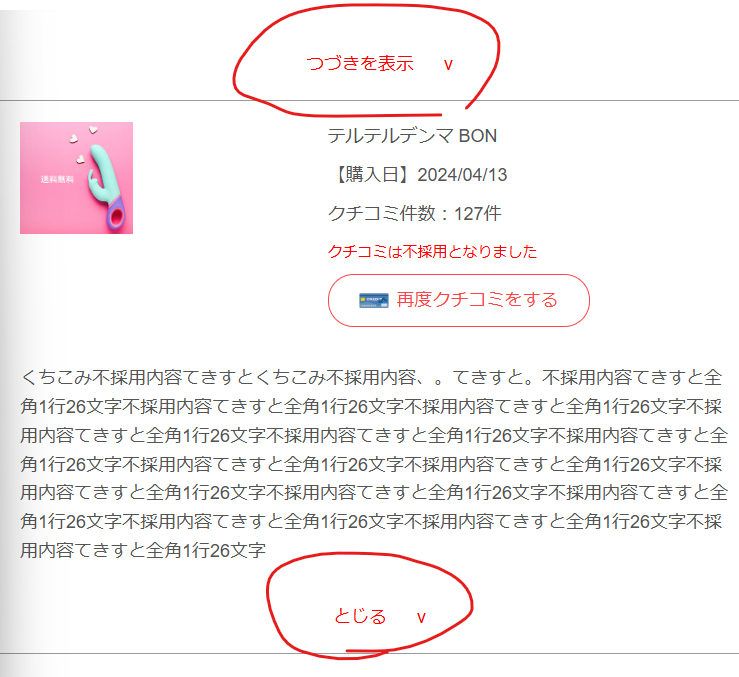 つづきを表示 v
送料無料
テルテルデンマ BON
【購入日】2024/04/13
クチコミ件数：127件
クチコミは不採用となりました
再度クチコミをする
くちこみ不採用内容てきすとくちこみ不採用内容、。てきすと。不採用内容てきすと全
角1行26文字不採用内容てきすと全角1行26文字不採用内容てきすと全角1行26文字不採
用内容てきすと全角1行26文字不採用内容てきすと全角1行26文字不採用内容てきすと全
角1行26文字不採用内容てきすと全角1行26文字不採用内容てきすと全角1行26文字不採
用内容てきすと全角1行26文字不採用内容てきすと全角1行26文字不採用内容てきすと全
角1行26文字不採用内容てきすと全角1行26文字不採用内容てきすと全角1行26文字不採
用内容てきすと全角1行26文字
とじる v